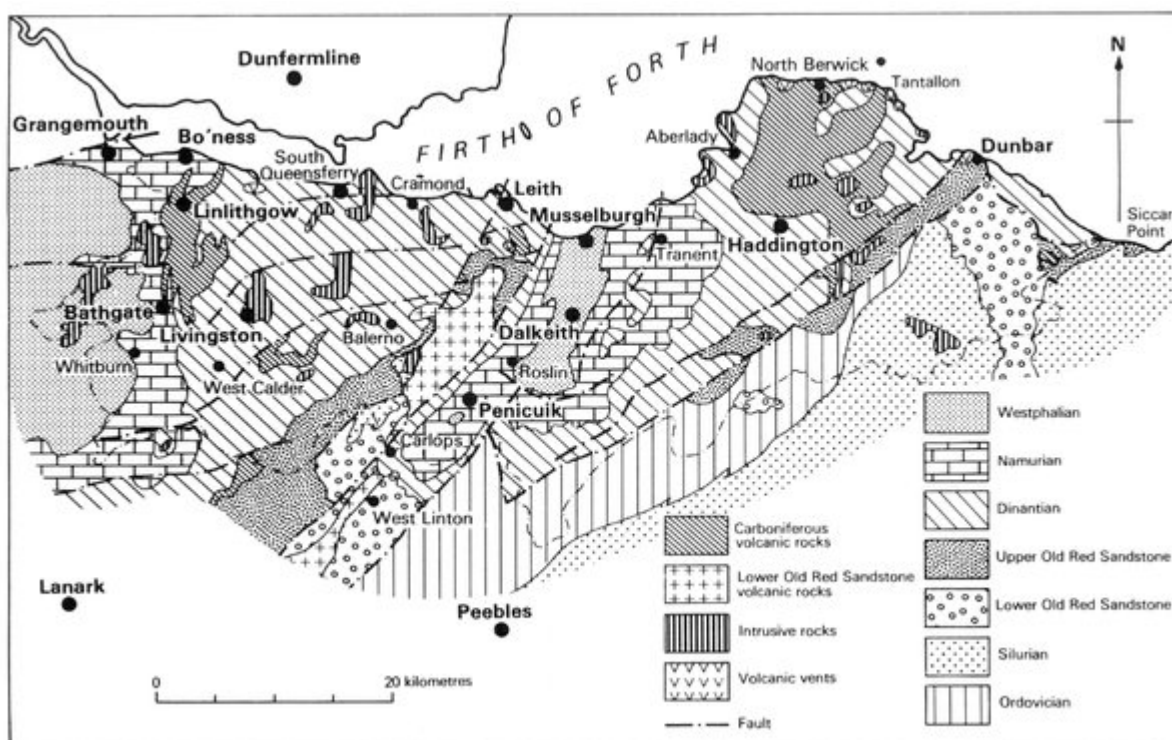 Dunfermline
FIRTH OF FORTH
North Berwick
Tantallon
N
Grangemouth
Bo'ness
South
Queensferry
Cramond
Leith
Aberlady
Dunbar
Linlithgow
Musselburgh
Tranent
Haddington
Siccar
Point
Bathgate
Livingston
Balerno
Dalkeith
Whitburn
West Calder
Roslin
Penicuik
Carlops
West Linton
Lanark
Peebles
0 20 kilometres
Carboniferous
volcanic rocks
Lower Old Red Sandstone
volcanic rocks
Intrusive rocks
Volcanic vents
Fault
Westphalian
Namurian
Dinantian
Upper Old Red Sandstone
Lower Old Red Sandstone
Silurian
Ordovician